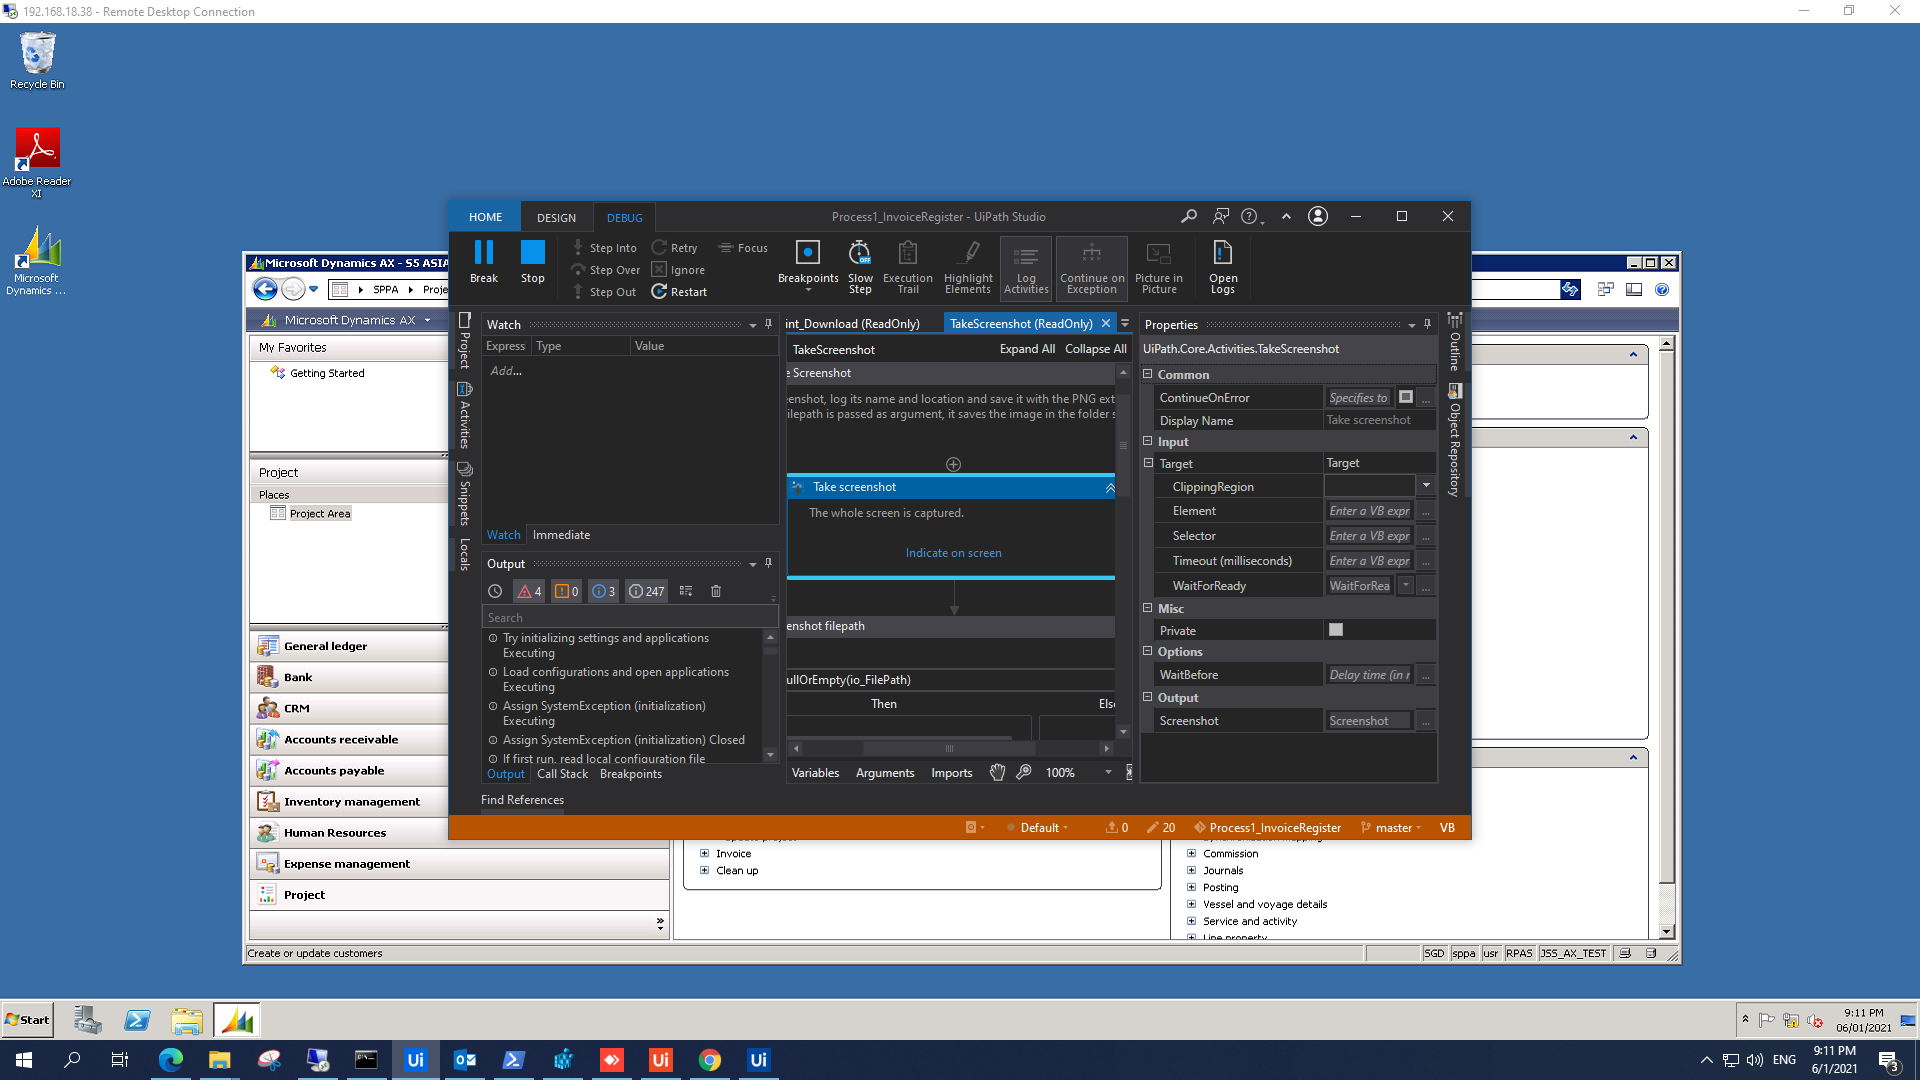 192.168.18.38 - Remote Desktop Connection
Recycle Bin
Adobe Reader
XI
Microsoft
Dynamics ...
Microsoft Dynamics AX - S5 ASIA
SPPA
Proje
Microsoft Dynamics AX
My Favorites
Getting Started
Project
Places
Project Area
General ledger
Bank
CRM
Accounts receivable
Accounts payable
Inventory management
Human Resources
Expense management
Project
Create or update customers
HOME
DESIGN
DEBUG
Process1_InvoiceRegister - UiPath Studio
Break
Stop
Step Into
Step Over
Step Out
Retry
Ignore
Restart
Focus
Breakpoints
Slow
Step
Execution
Trail
Highlight
Elements
Log
Activities
Continue on
Exception
Picture in
Picture
Open
Logs
Project
Activities
Snippets
Locals
Watch
Express
Type
Value
Add...
Watch
Immediate
Output
4
0
3
247
Search
Try initializing settings and applications
Executing
Load configurations and open applications
Executing
Assign SystemException (initialization)
Executing
Assign SystemException (initialization) Closed
If first run, read local configuration file
Output
Call Stack
Breakpoints
Find References
int_Download (ReadOnly)
TakeScreenshot (ReadOnly)
TakeScreenshot
Expand All
Collapse All
e Screenshot
enshot, log its name and location and save it with the PNG ext
ilepath is passed as argument, it saves the image in the folder s
Take screenshot
The whole screen is captured.
Indicate on screen
enshot filepath
ullOrEmpty(io_FilePath)
Then
Else
Variables
Arguments
Imports
100%
Properties
UiPath.Core.Activities.TakeScreenshot
Common
ContinueOnError
Specifies to
...
Display Name
Take screenshot
Input
Target
Target
ClippingRegion
Element
Enter a VB expr
...
Selector
Enter a VB expr
...
Timeout (milliseconds)
Enter a VB expr
...
WaitForReady
WaitForRea
...
Misc
Private
Options
WaitBefore
Delay time (in r
...
Output
Screenshot
Screenshot
...
Outline
Object Repository
Default
0
20
Process1_InvoiceRegister
master
VB
Invoice
Clean up
Commission
Journals
Posting
Vessel and voyage details
Service and activity
Line property
SGD
sppa
usr
RPAS
JSS_AX_TEST
Start
9:11 PM
06/01/2021
Ui
Ui
Ui
ENG
9:11 PM
6/1/2021
3